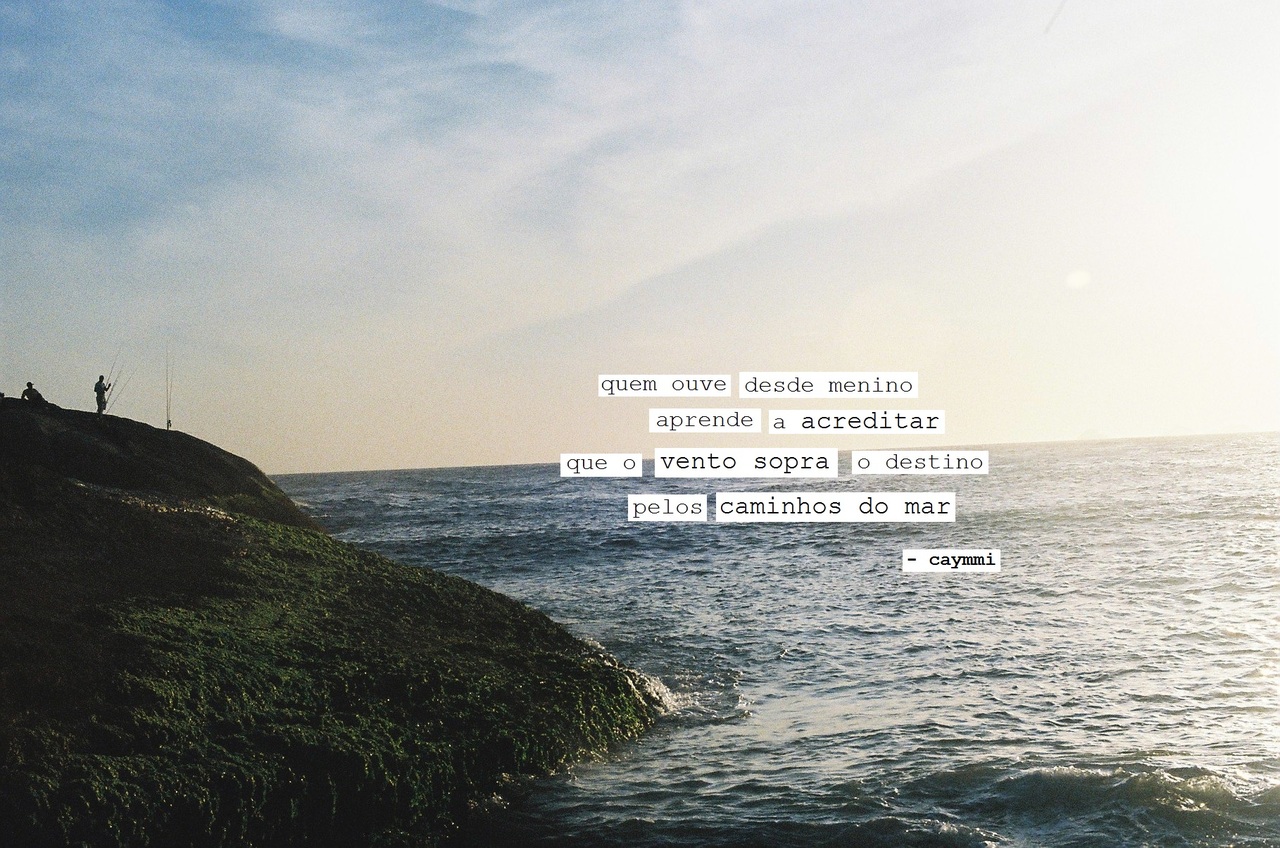 quem ouve desde menino
aprende a acreditar
que o vento sopra o destino
pelos caminhos do mar
- caymmi